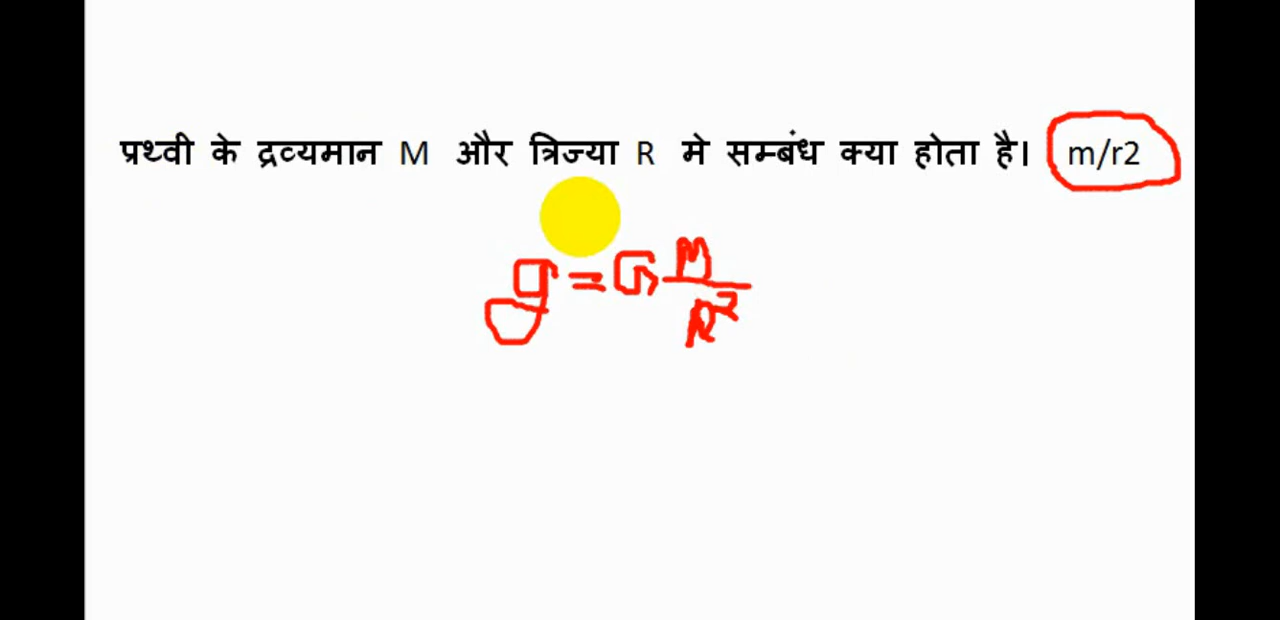 प्रथ्वी के द्रव्यमान M और त्रिज्या R मे सम्बंध क्या होता है। m/r2
g = G M/R²